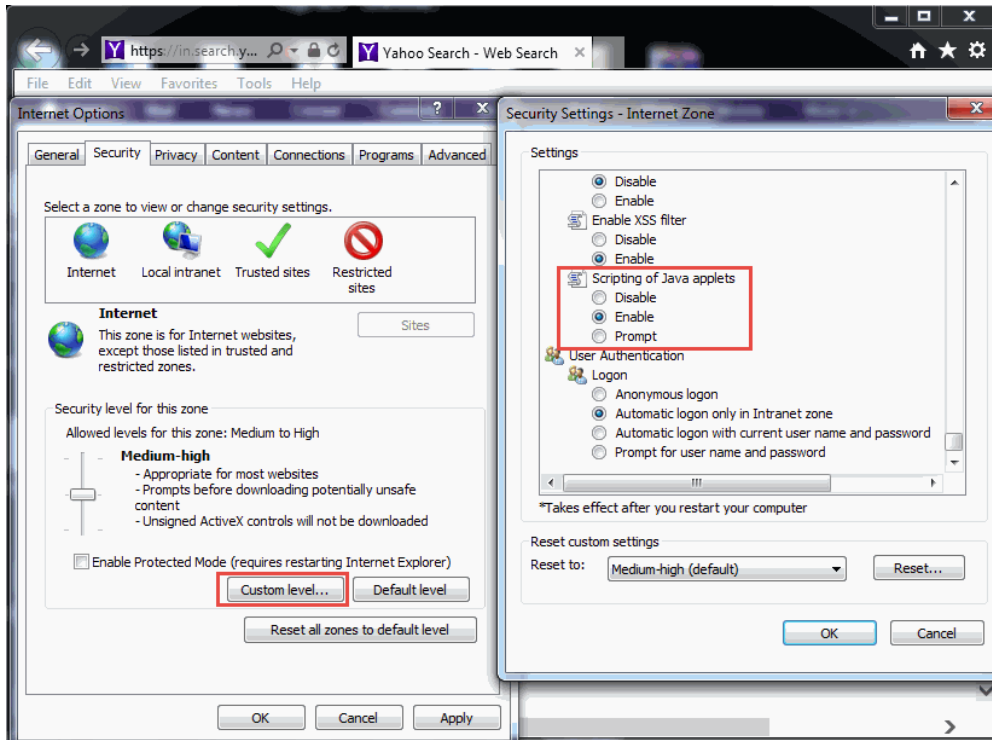 https://in.search.y...
Yahoo Search - Web Search
File Edit View Favorites Tools Help
Internet Options
General Security Privacy Content Connections Programs Advanced
Select a zone to view or change security settings.
Internet Local intranet Trusted sites Restricted
sites
Internet
This zone is for Internet websites,
except those listed in trusted and
restricted zones.
Sites
Security level for this zone
Allowed levels for this zone: Medium to High
Medium-high
- Appropriate for most websites
- Prompts before downloading potentially unsafe
content
- Unsigned ActiveX controls will not be downloaded
Enable Protected Mode (requires restarting Internet Explorer)
Custom level... Default level
Reset all zones to default level
OK Cancel Apply
Security Settings - Internet Zone
Settings
Disable
Enable
Enable XSS filter
Disable
Enable
Scripting of Java applets
Disable
Enable
Prompt
User Authentication
Logon
Anonymous logon
Automatic logon only in Intranet zone
Automatic logon with current user name and password
Prompt for user name and password
*Takes effect after you restart your computer
Reset custom settings
Reset to: Medium-high (default) Reset...
OK Cancel